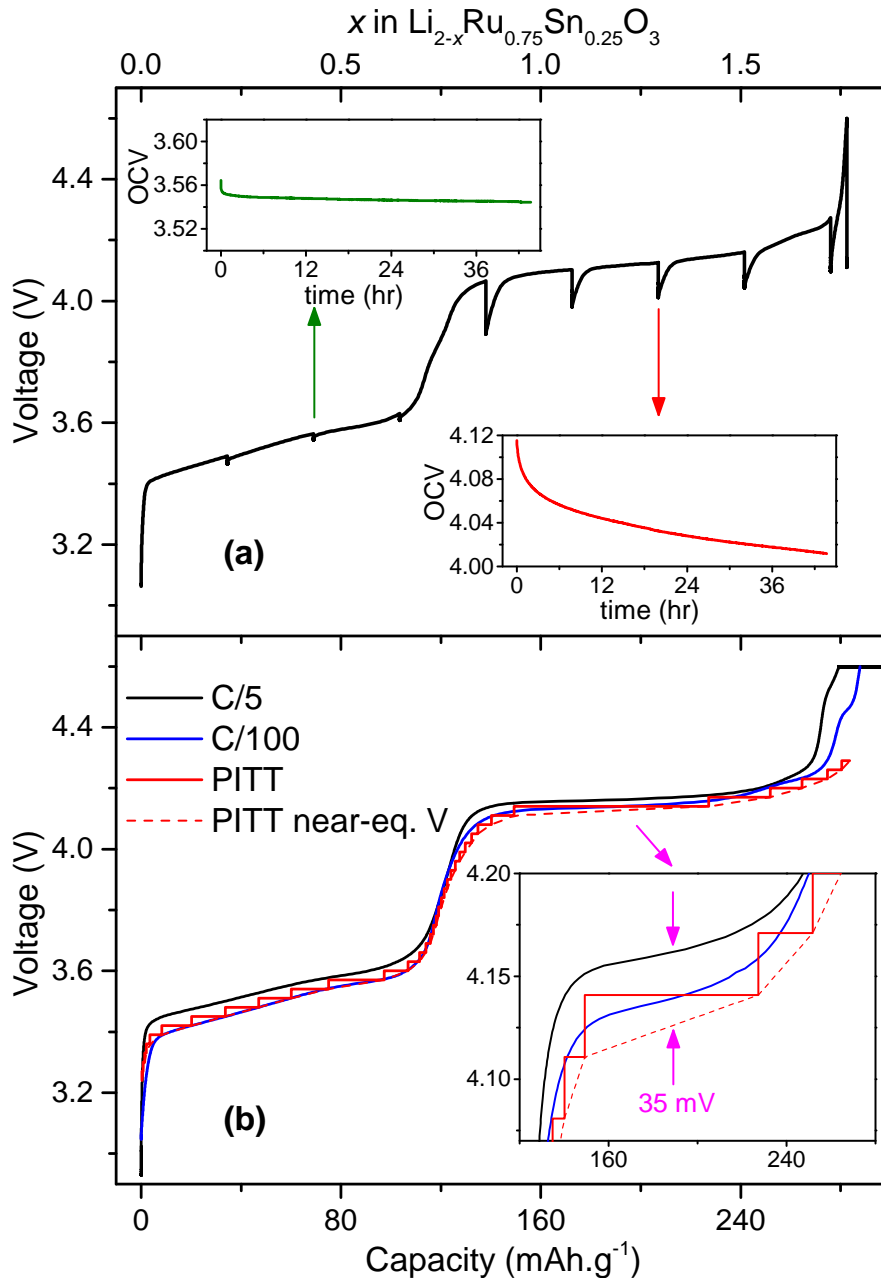 x in Li2-xRu0.75Sn0.25O3
0.0 0.5 1.0 1.5
Voltage (V)
4.4
4.0
3.6
3.2
OCV
3.60
3.56
3.52
0 12 24 36
time (hr)
OCV
4.12
4.08
4.04
4.00
0 12 24 36
time (hr)
(a)
Voltage (V)
4.4
4.0
3.6
3.2
C/5
C/100
PITT
PITT near-eq. V
4.20
4.15
4.10
35 mV
160 240
(b)
0 80 160 240
Capacity (mAh.g-1)